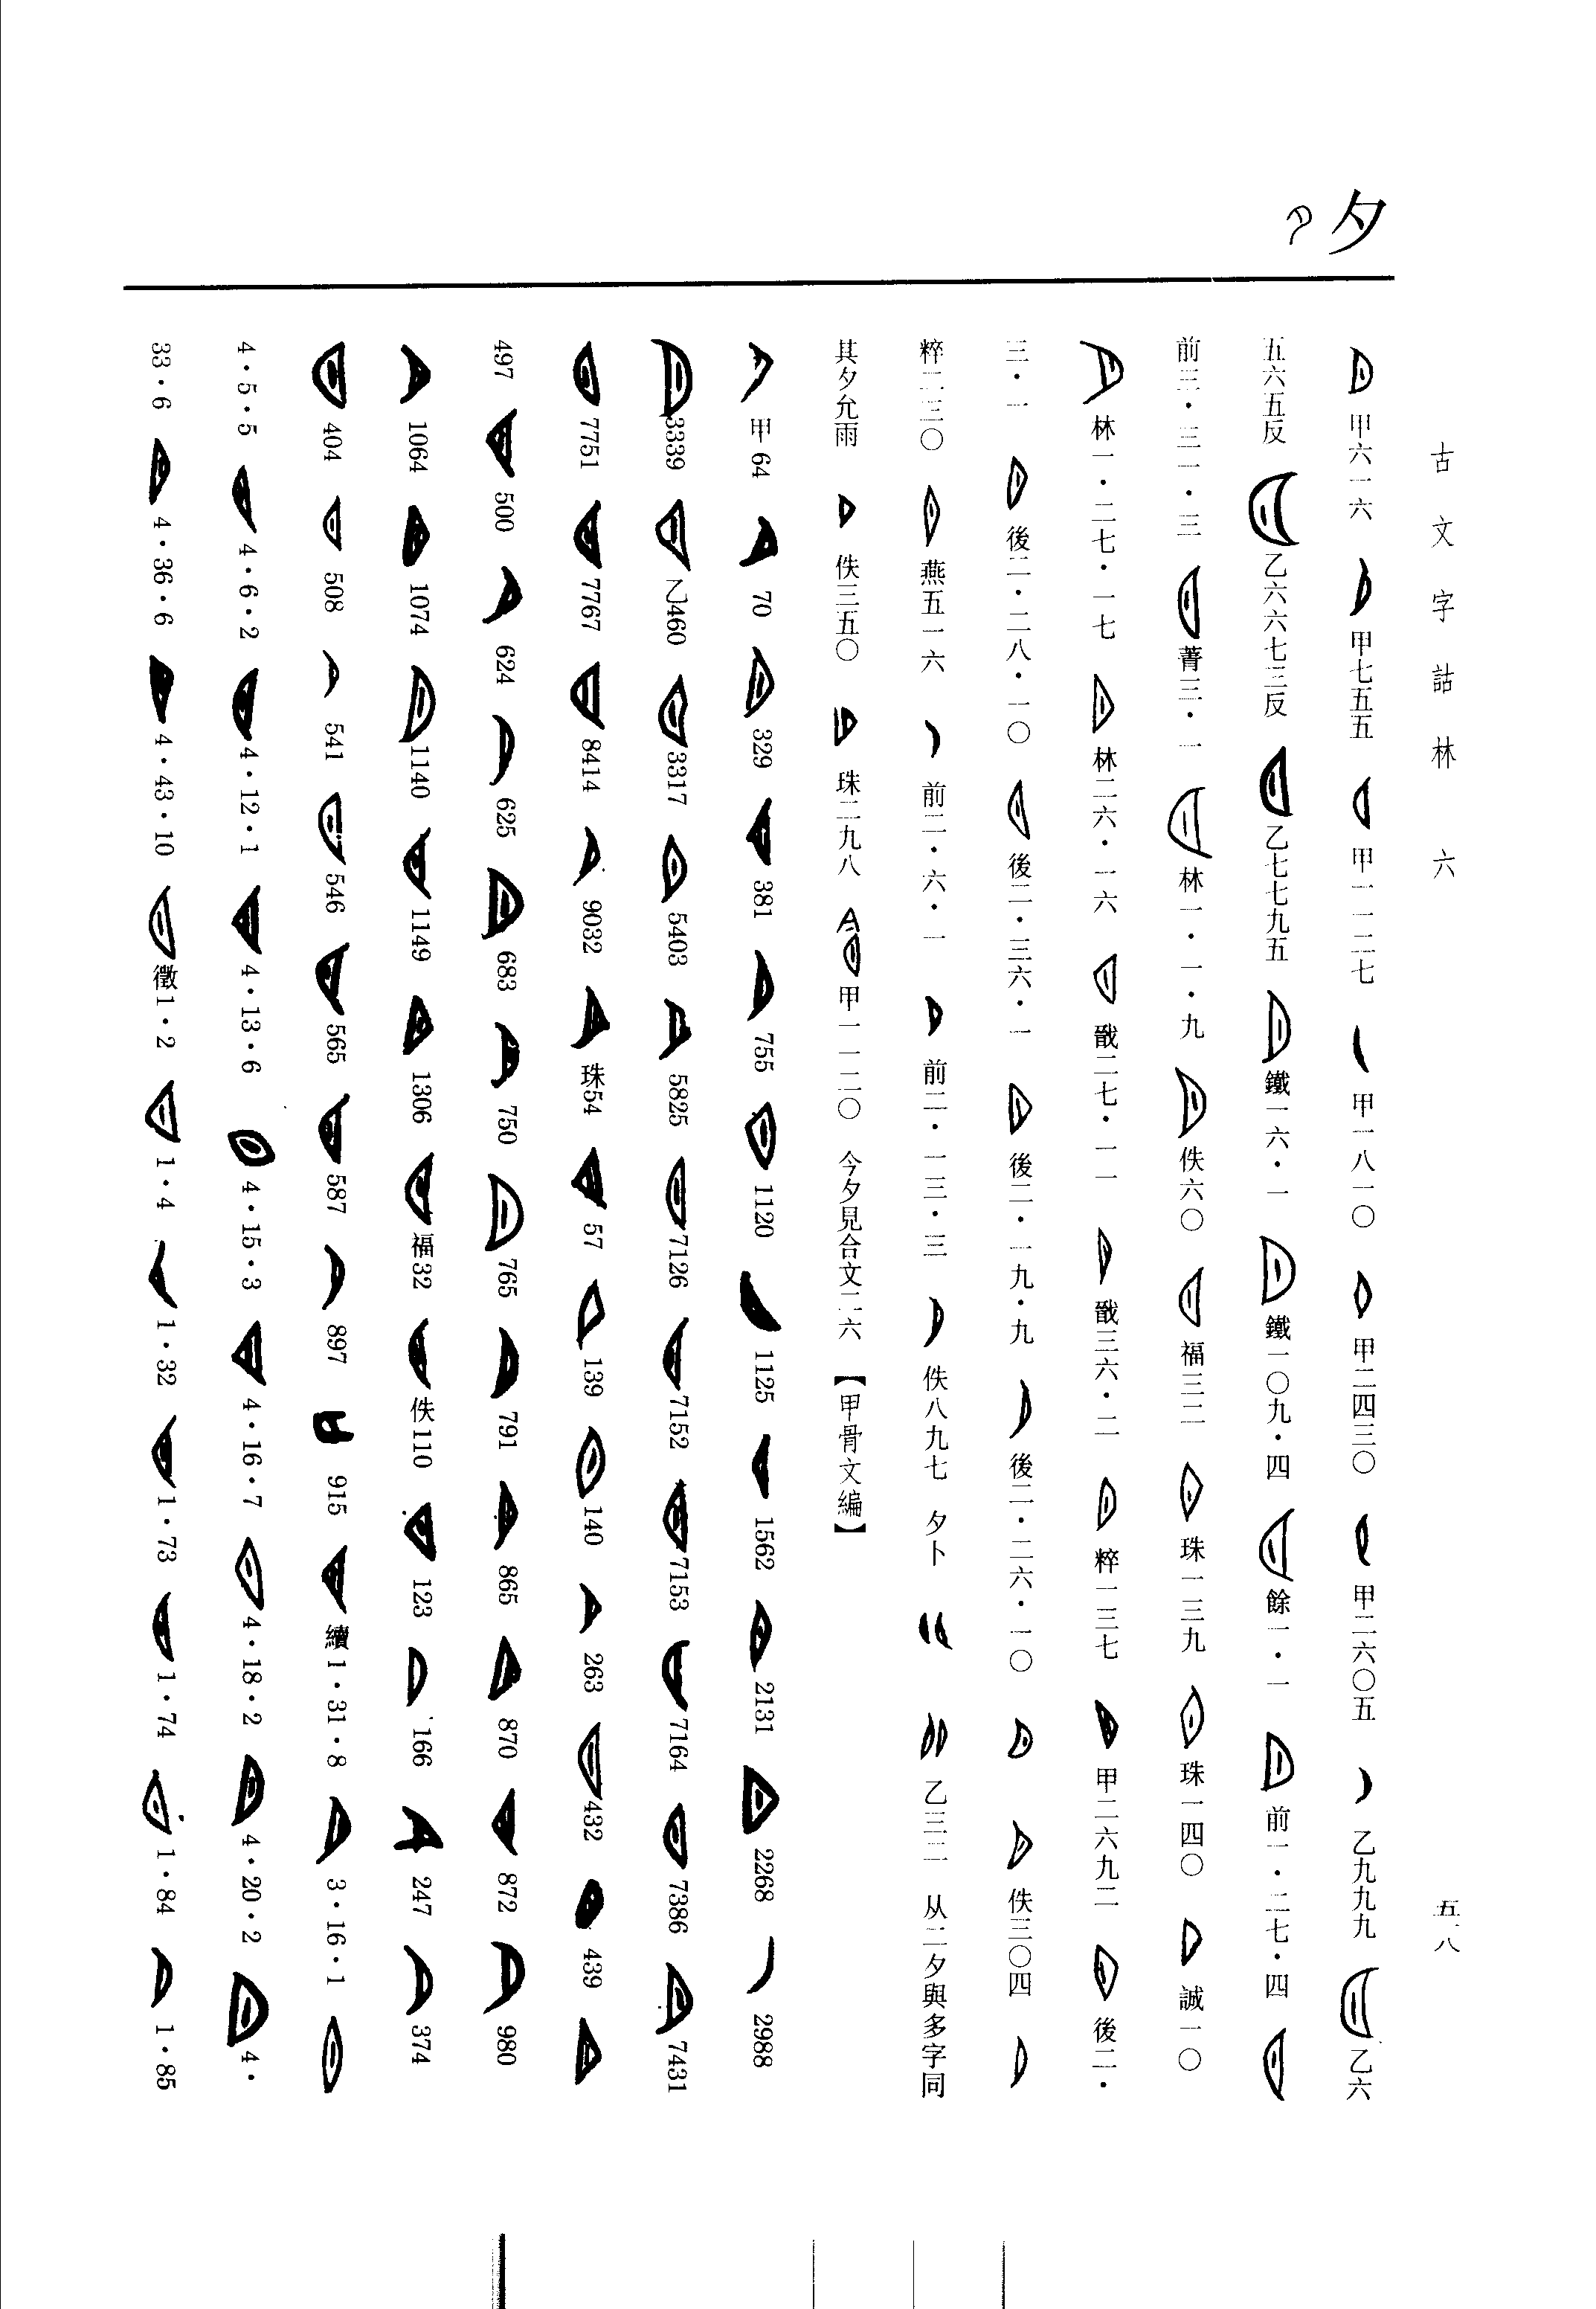 夕
古文字詁林 六
五一八
甲六一六 甲七五五 甲一一二七 甲一八一〇 甲二四三〇 甲二六〇五 乙九九九 乙六
五六五反 乙六六七三反 乙七七九五 鐵一六·一 鐵一〇九·四 餘一·一 前一·二七·四
前三·三一·三 菁三·一 林一·一·九 佚六〇 福三二 珠一三九 珠一四〇 誠一〇
林一·二七·一七 林二六·一六 戩二七·一一 戩三六·二 粹一三七 甲二六九二 後二·
三·一 後二·二八·一〇 後二·三六·一 後二·一九·九 後二·二六·一〇 佚三〇四
粹二三〇 燕五一六 前二·六·一 前二·一三·三 佚八九七 夕卜 乙三三 从二夕與多字同
其夕允雨 佚三五〇 珠二九八 甲一一二〇 今夕見合文二六 【甲骨文編】
甲64 70 329 381 755 1120 1125 1562 2131 2268 2988
3339 乙460 3317 5403 5825 7126 7152 7153 7164 7386 7431
7751 7767 8414 9032 珠54 57 139 140 263 432 439
497 500 624 625 683 750 765 791 865 870 872 980
1064 1074 1140 1149 1306 福32 佚110 123 166 247 374
404 508 541 546 565 587 897 915 續1·31·8 3·16·1
4·5·5 4·6·2 4·12·1 4·13·6 4·15·3 4·16·7 4·18·2 4·20·2 4·
33·6 4·36·6 4·43·10 徵1·2 1·4 1·32 1·73 1·74 1·84 1·85